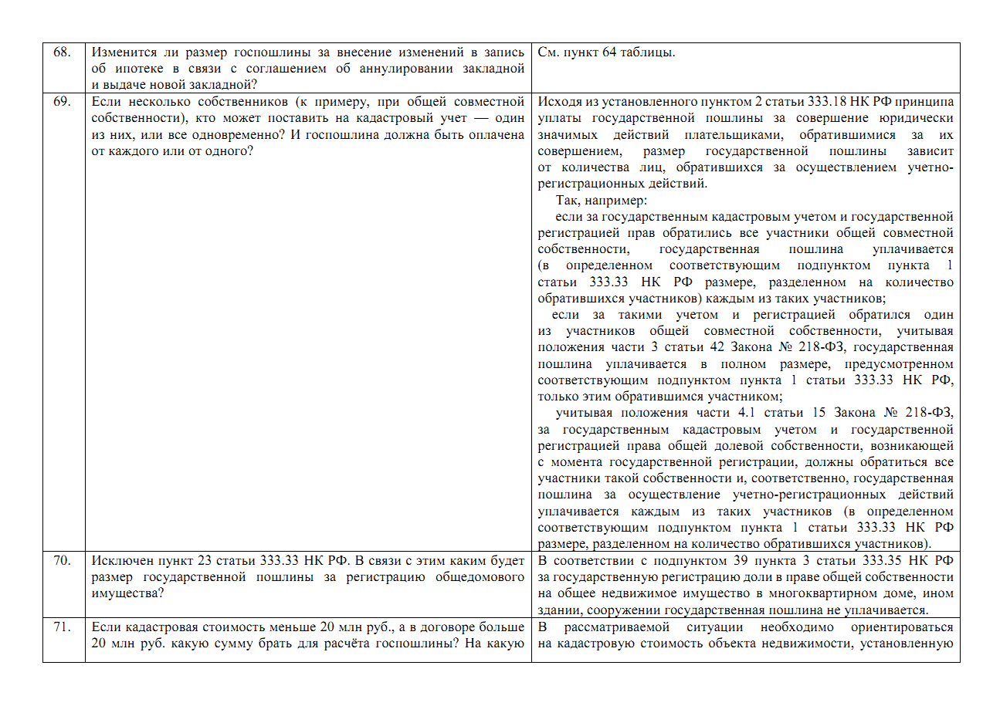 68.
Изменится ли размер госпошлины за внесение изменений в запись
об ипотеке в связи с соглашением об аннулировании закладной
и выдаче новой закладной?
См. пункт 64 таблицы.
69.
Если несколько собственников (к примеру, при общей совместной
собственности), кто может поставить на кадастровый учет — один
из них, или все одновременно? И госпошлина должна быть оплачена
от каждого или от одного?
Исходя из установленного пунктом 2 статьи 333.18 НК РФ принципа
уплаты государственной пошлины за совершение юридически
значимых действий плательщиками, обратившимися за их
совершением, размер государственной пошлины зависит
от количества лиц, обратившихся за осуществлением учетно-
регистрационных действий.
Так, например:
если за государственным кадастровым учетом и государственной
регистрацией прав обратились все участники общей совместной
собственности, государственная пошлина уплачивается
(в определенном соответствующим подпунктом пункта 1
статьи 333.33 НК РФ размере, разделенном на количество
обратившихся участников) каждым из таких участников;
если за такими учетом и регистрацией обратился один
из участников общей совместной собственности, учитывая
положения части 3 статьи 42 Закона № 218-ФЗ, государственная
пошлина уплачивается в полном размере, предусмотренном
соответствующим подпунктом пункта 1 статьи 333.33 НК РФ,
только этим обратившимся участником;
учитывая положения части 4.1 статьи 15 Закона № 218-ФЗ,
за государственным кадастровым учетом и государственной
регистрацией права общей долевой собственности, возникающей
с момента государственной регистрации, должны обратиться все
участники такой собственности и, соответственно, государственная
пошлина за осуществление учетно-регистрационных действий
уплачивается каждым из таких участников (в определенном
соответствующим подпунктом пункта 1 статьи 333.33 НК РФ
размере, разделенном на количество обратившихся участников).
70.
Исключен пункт 23 статьи 333.33 НК РФ. В связи с этим каким будет
размер государственной пошлины за регистрацию общедомового
имущества?
В соответствии с подпунктом 39 пункта 3 статьи 333.35 НК РФ
за государственную регистрацию доли в праве общей собственности
на общее недвижимое имущество в многоквартирном доме, ином
здании, сооружении государственная пошлина не уплачивается.
71.
Если кадастровая стоимость меньше 20 млн руб., а в договоре больше
20 млн руб. какую сумму брать для расчёта госпошлины? На какую
В рассматриваемой ситуации необходимо ориентироваться
на кадастровую стоимость объекта недвижимости, установленную